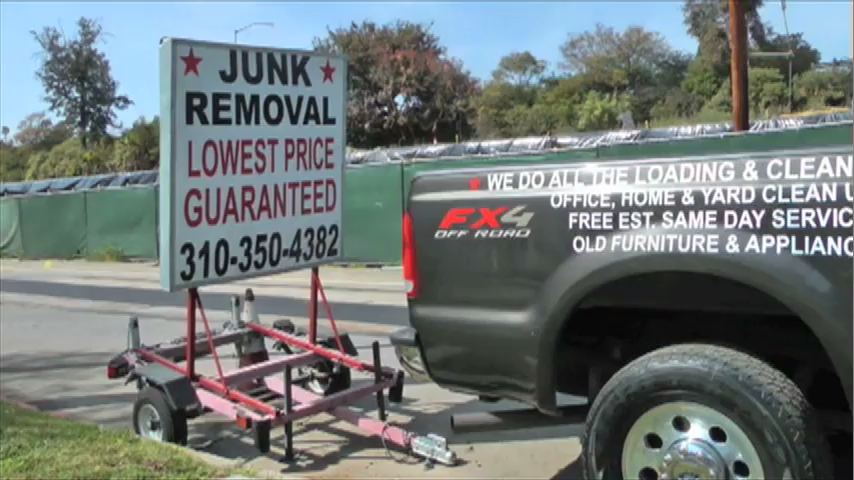 JUNK
REMOVAL
LOWEST PRICE
GUARANTEED
310-350-4382
WE DO ALL THE LOADING & CLEAN
OFFICE, HOME & YARD CLEAN U
FREE EST. SAME DAY SERVIC
OLD FURNITURE & APPLIANC
FX4
OFF ROAD